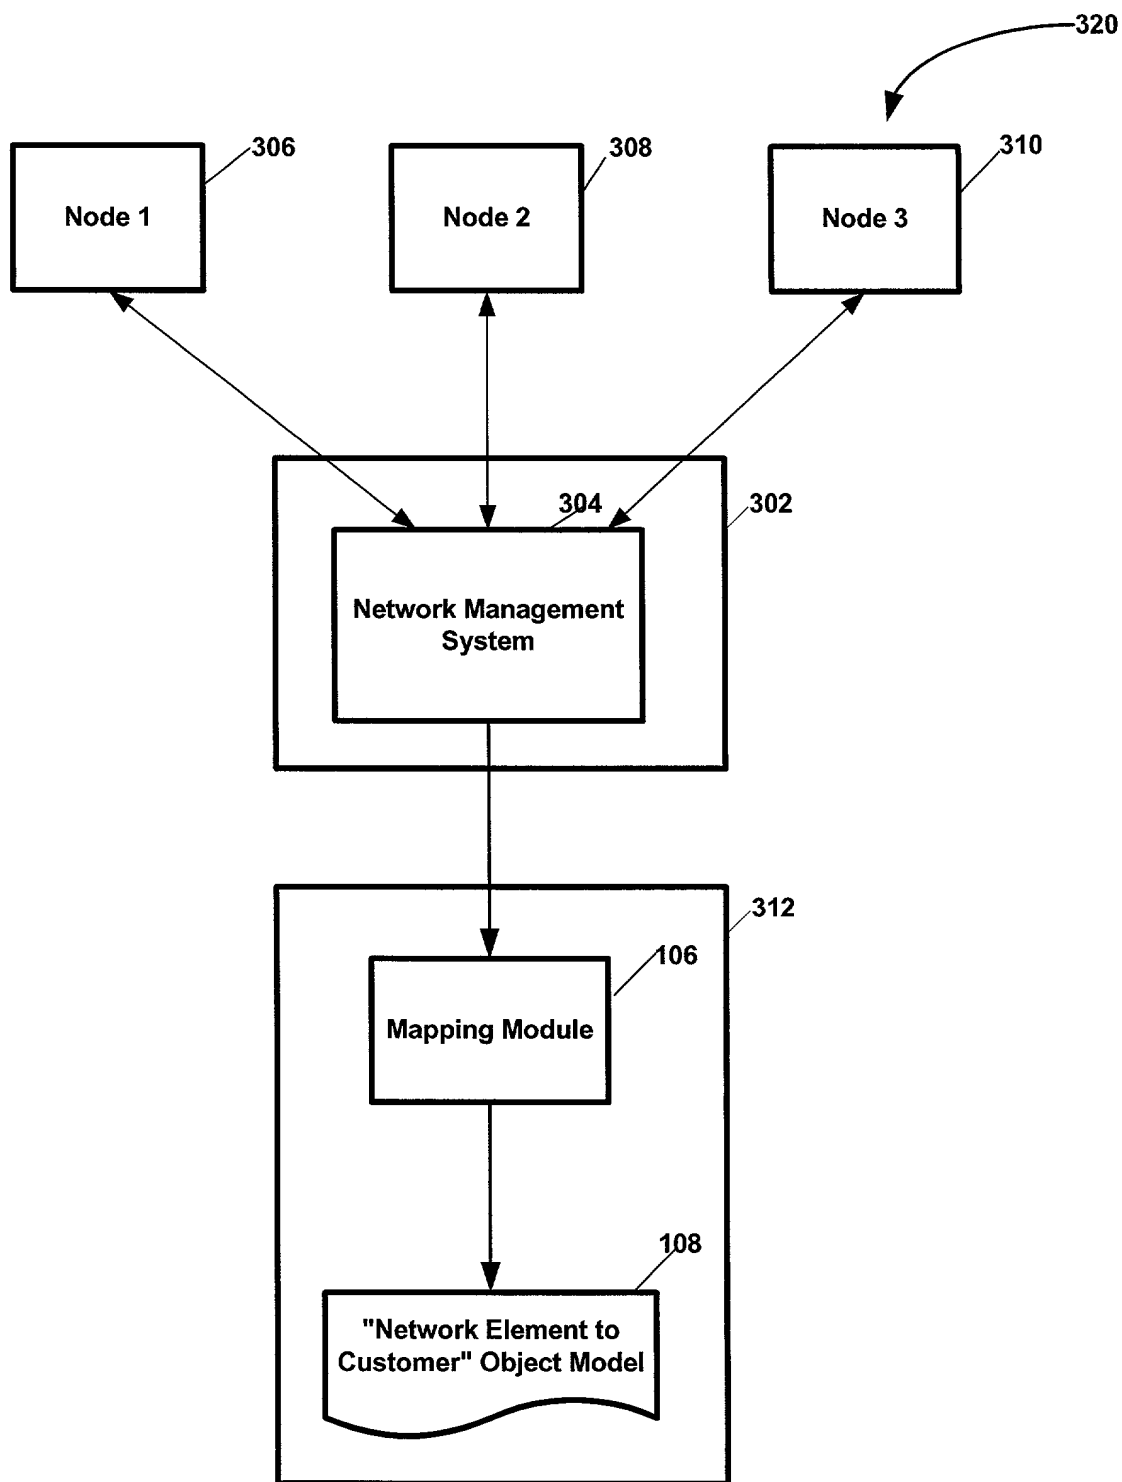 320
306
308
310
Node 1
Node 2
Node 3
304
302
Network Management
System
312
106
Mapping Module
108
"Network Element to
Customer" Object Model